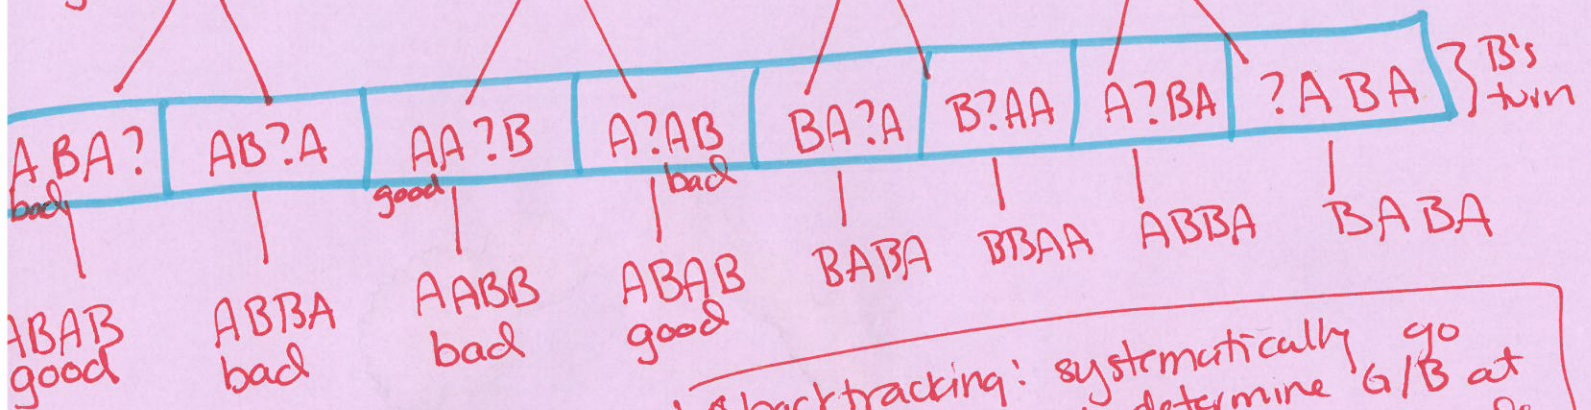 ABA? AB?A AA?B A?AB BA?A B?AA A?BA ?ABA } B's
turn
bad good bad
ABAB ABBA AABB ABAB BABA BBAA ABBA BABA
good bad bad good
backtracking: systematically go
determine G/B at